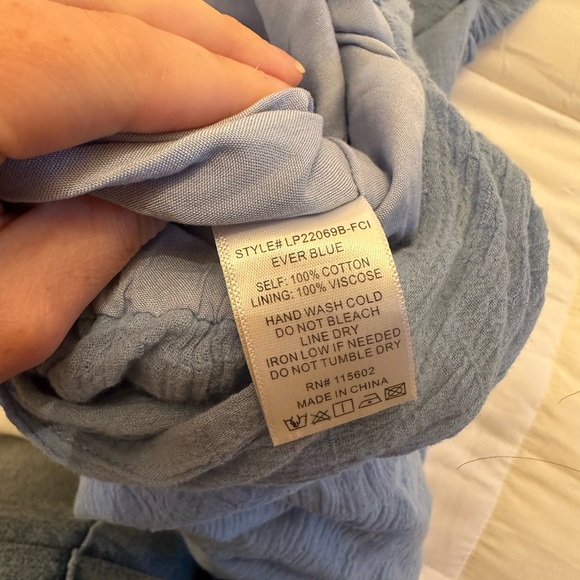 STYLE# LP22069B-FCI
EVER BLUE
SELF: 100% COTTON
LINING: 100% VISCOSE
HAND WASH COLD
DO NOT BLEACH
LINE DRY
IRON LOW IF NEEDED
DO NOT TUMBLE DRY
RN# 115602
MADE IN CHINA